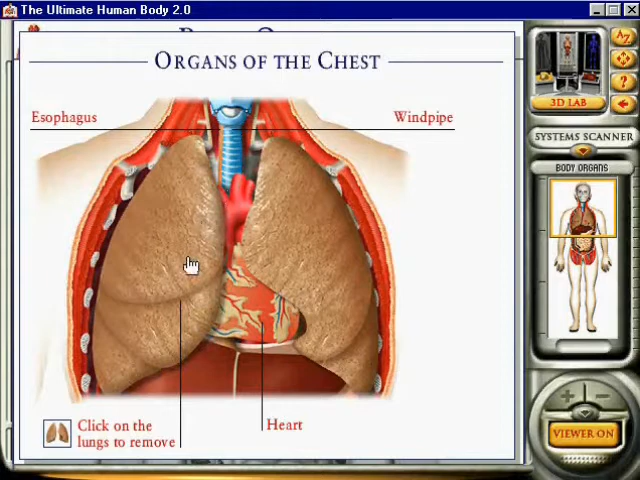 The Ultimate Human Body 2.0
ORGANS OF THE CHEST
Esophagus
Windpipe
Click on the
lungs to remove
Heart
AZ
?
3D LAB
SYSTEMS SCANNER
BODY ORGANS
VIEWER ON